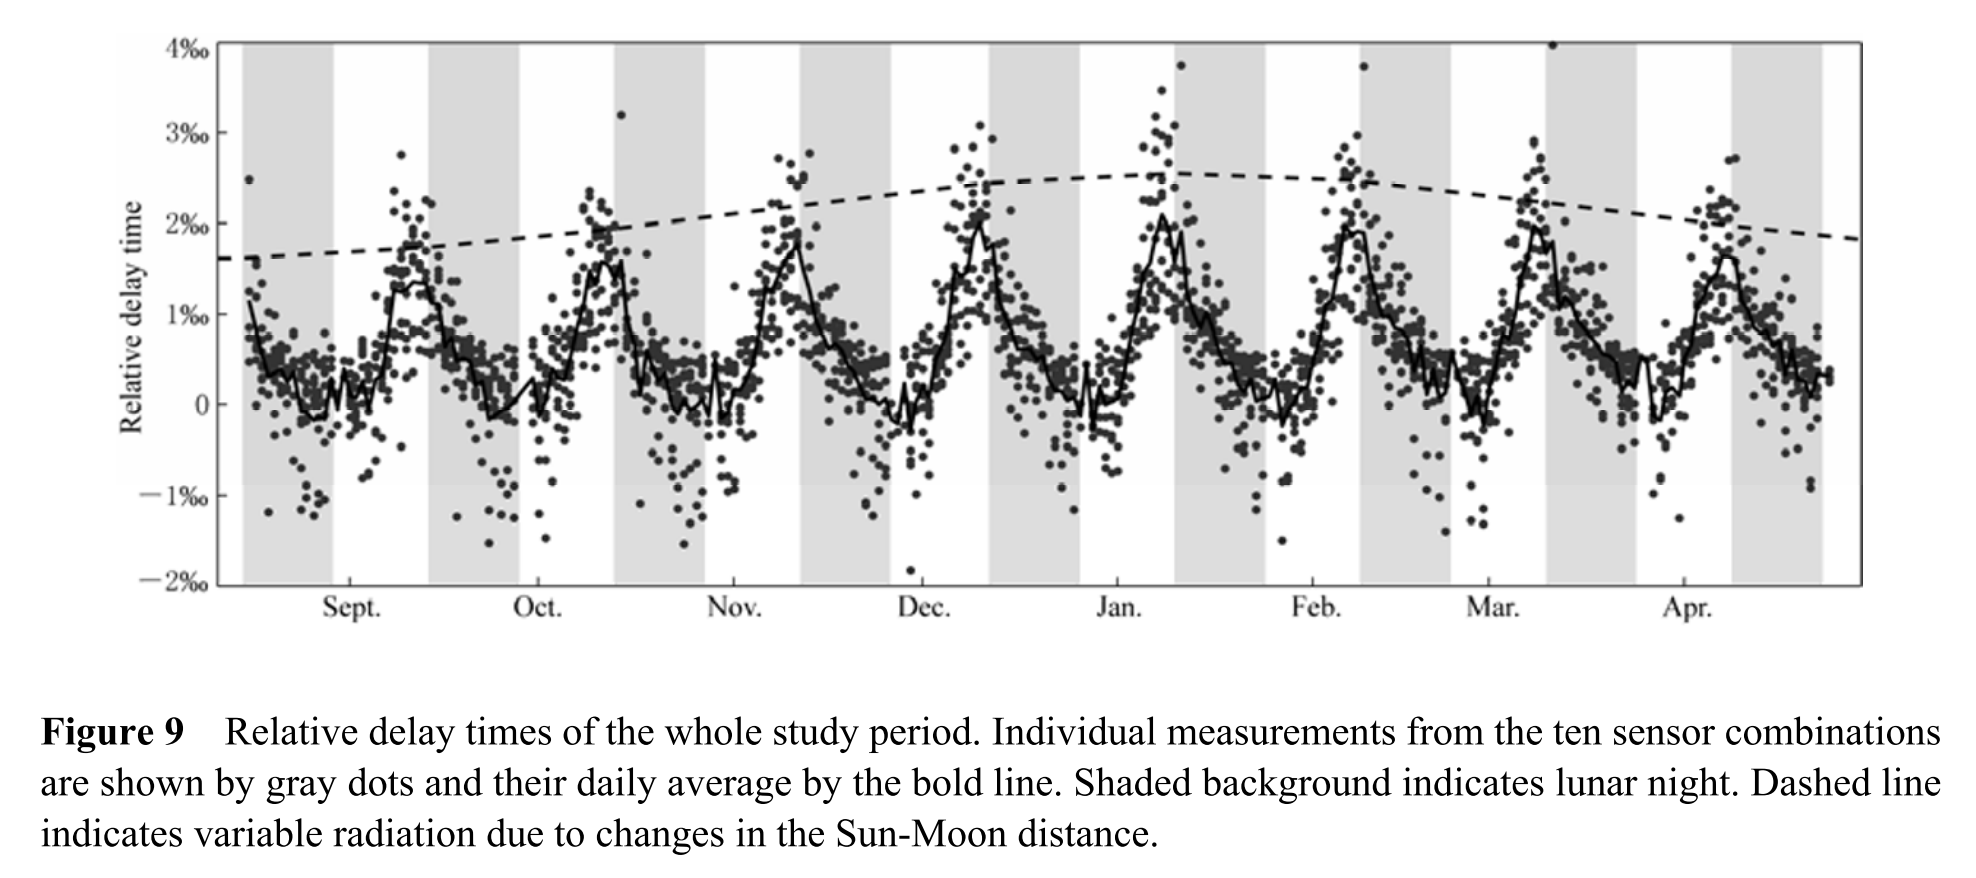 4‰
3‰
2‰
1‰
0
−1‰
−2‰
Relative delay time
Sept. Oct. Nov. Dec. Jan. Feb. Mar. Apr.
Figure 9 Relative delay times of the whole study period. Individual measurements from the ten sensor combinations
are shown by gray dots and their daily average by the bold line. Shaded background indicates lunar night. Dashed line
indicates variable radiation due to changes in the Sun-Moon distance.